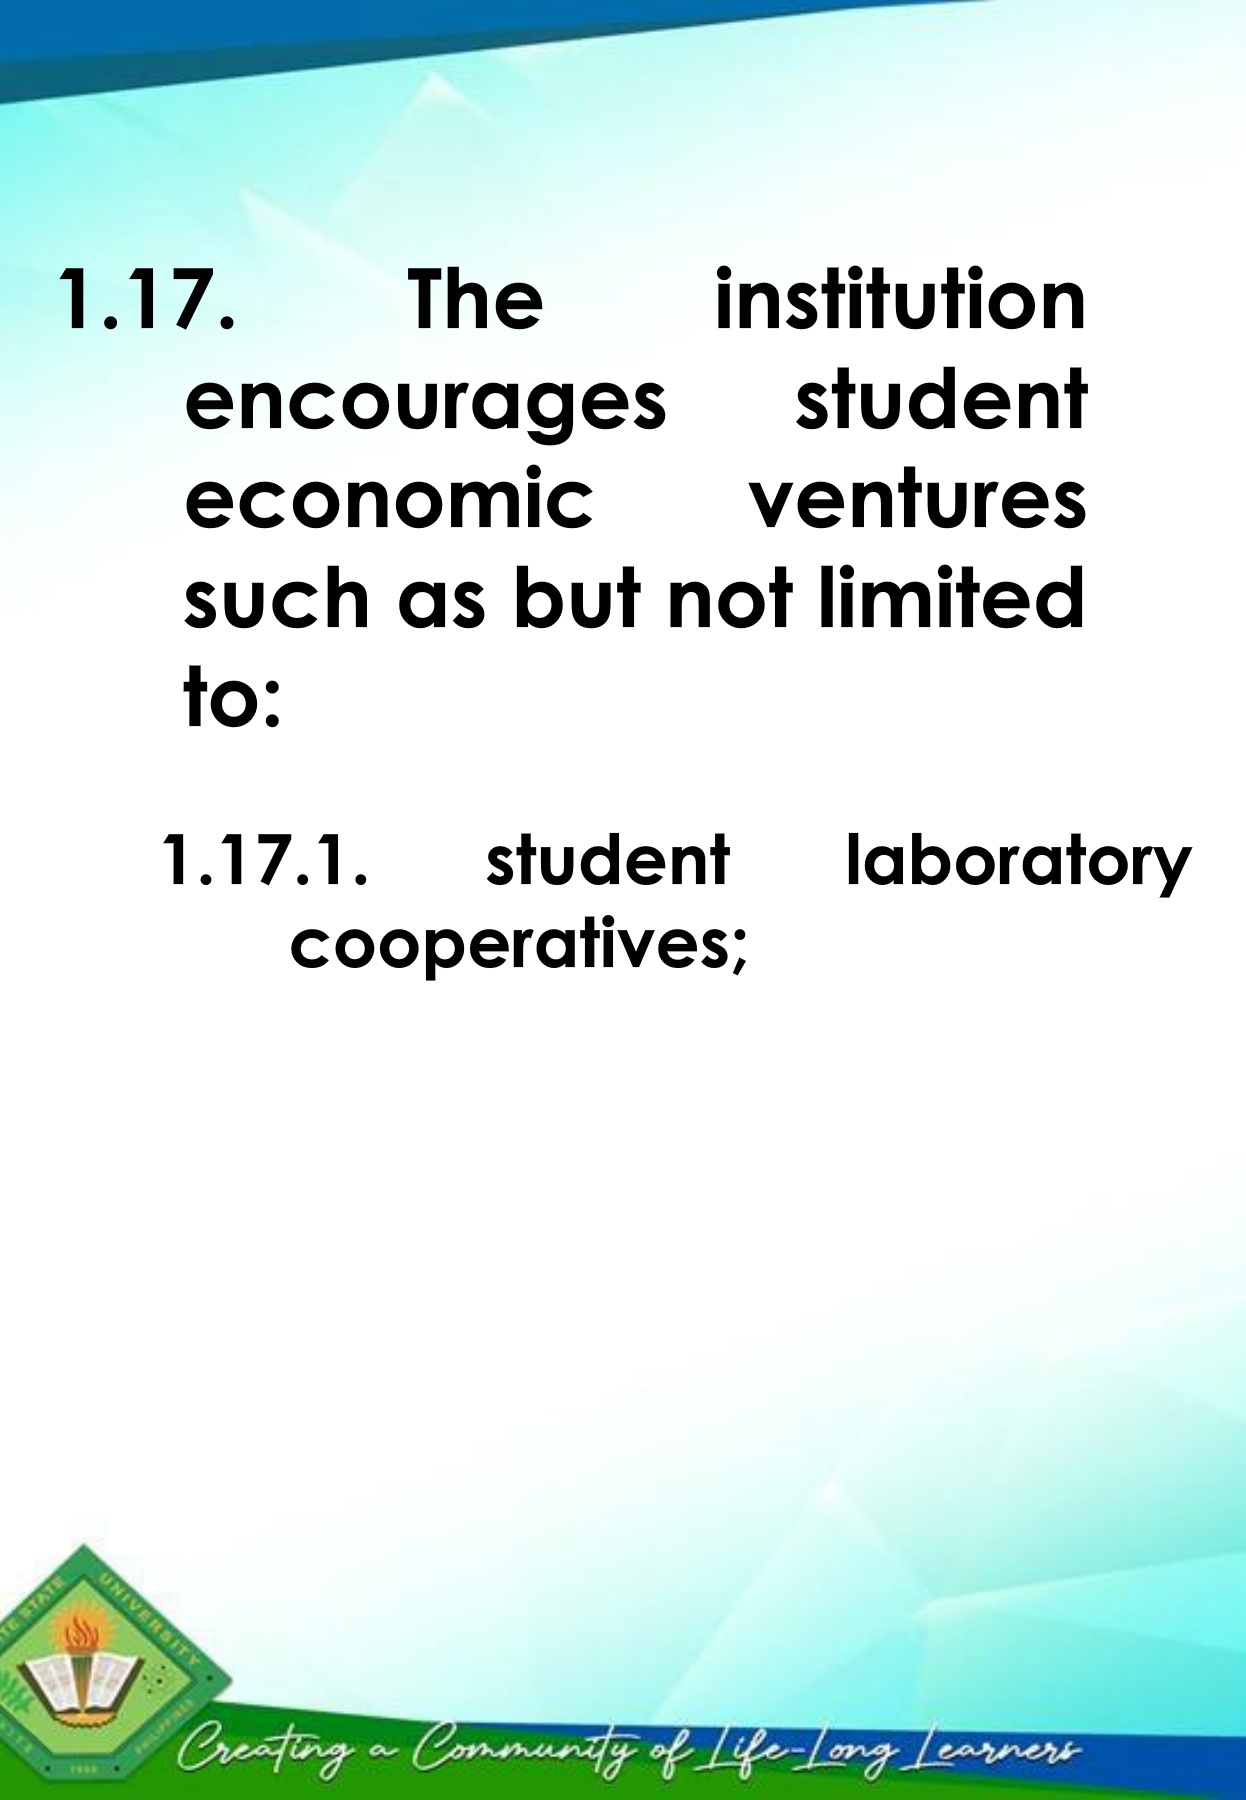 1.17. The institution
encourages student
economic ventures
such as but not limited
to:
1.17.1. student laboratory
cooperatives;
STATE UNIVERSITY
PHILIPPINES
Creating a Community of Life-Long Learners